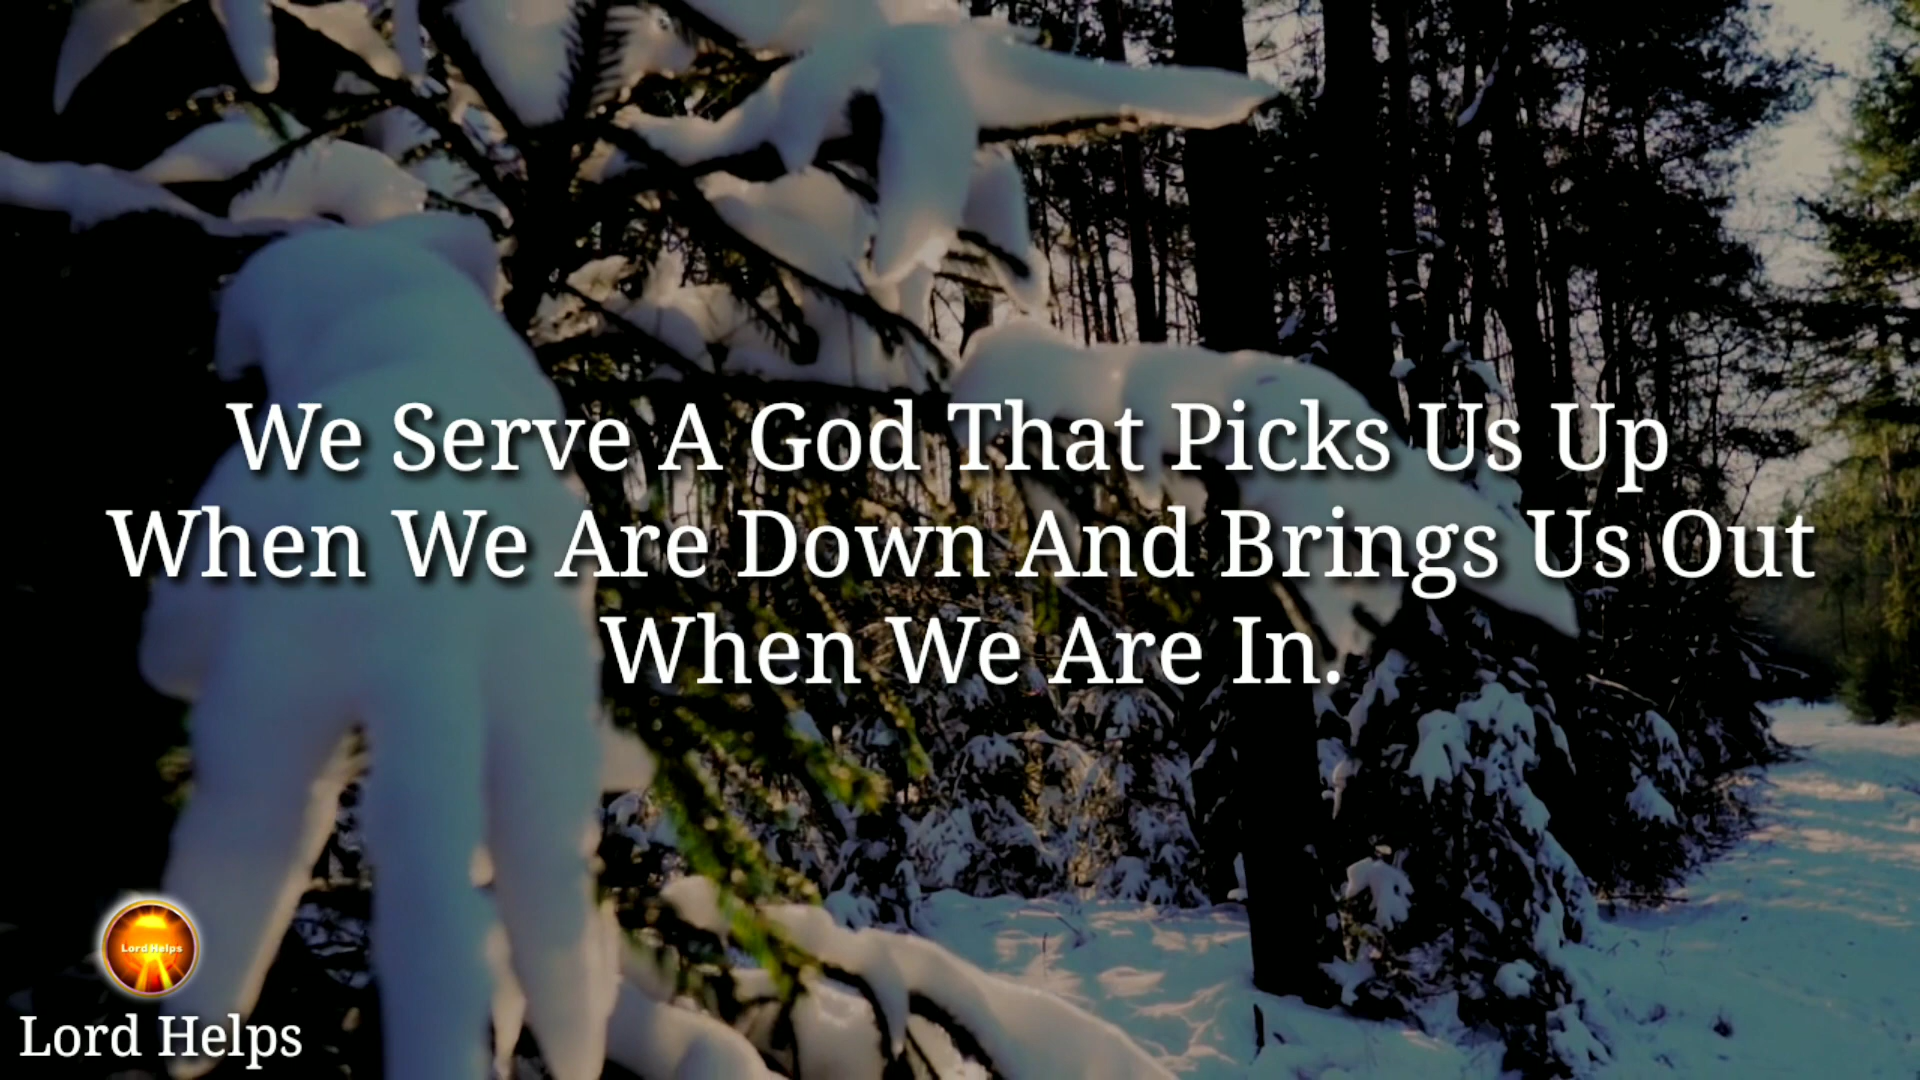 We Serve A God That Picks Us Up
When We Are Down And Brings Us Out
When We Are In.
Lord Helps
Lord Helps